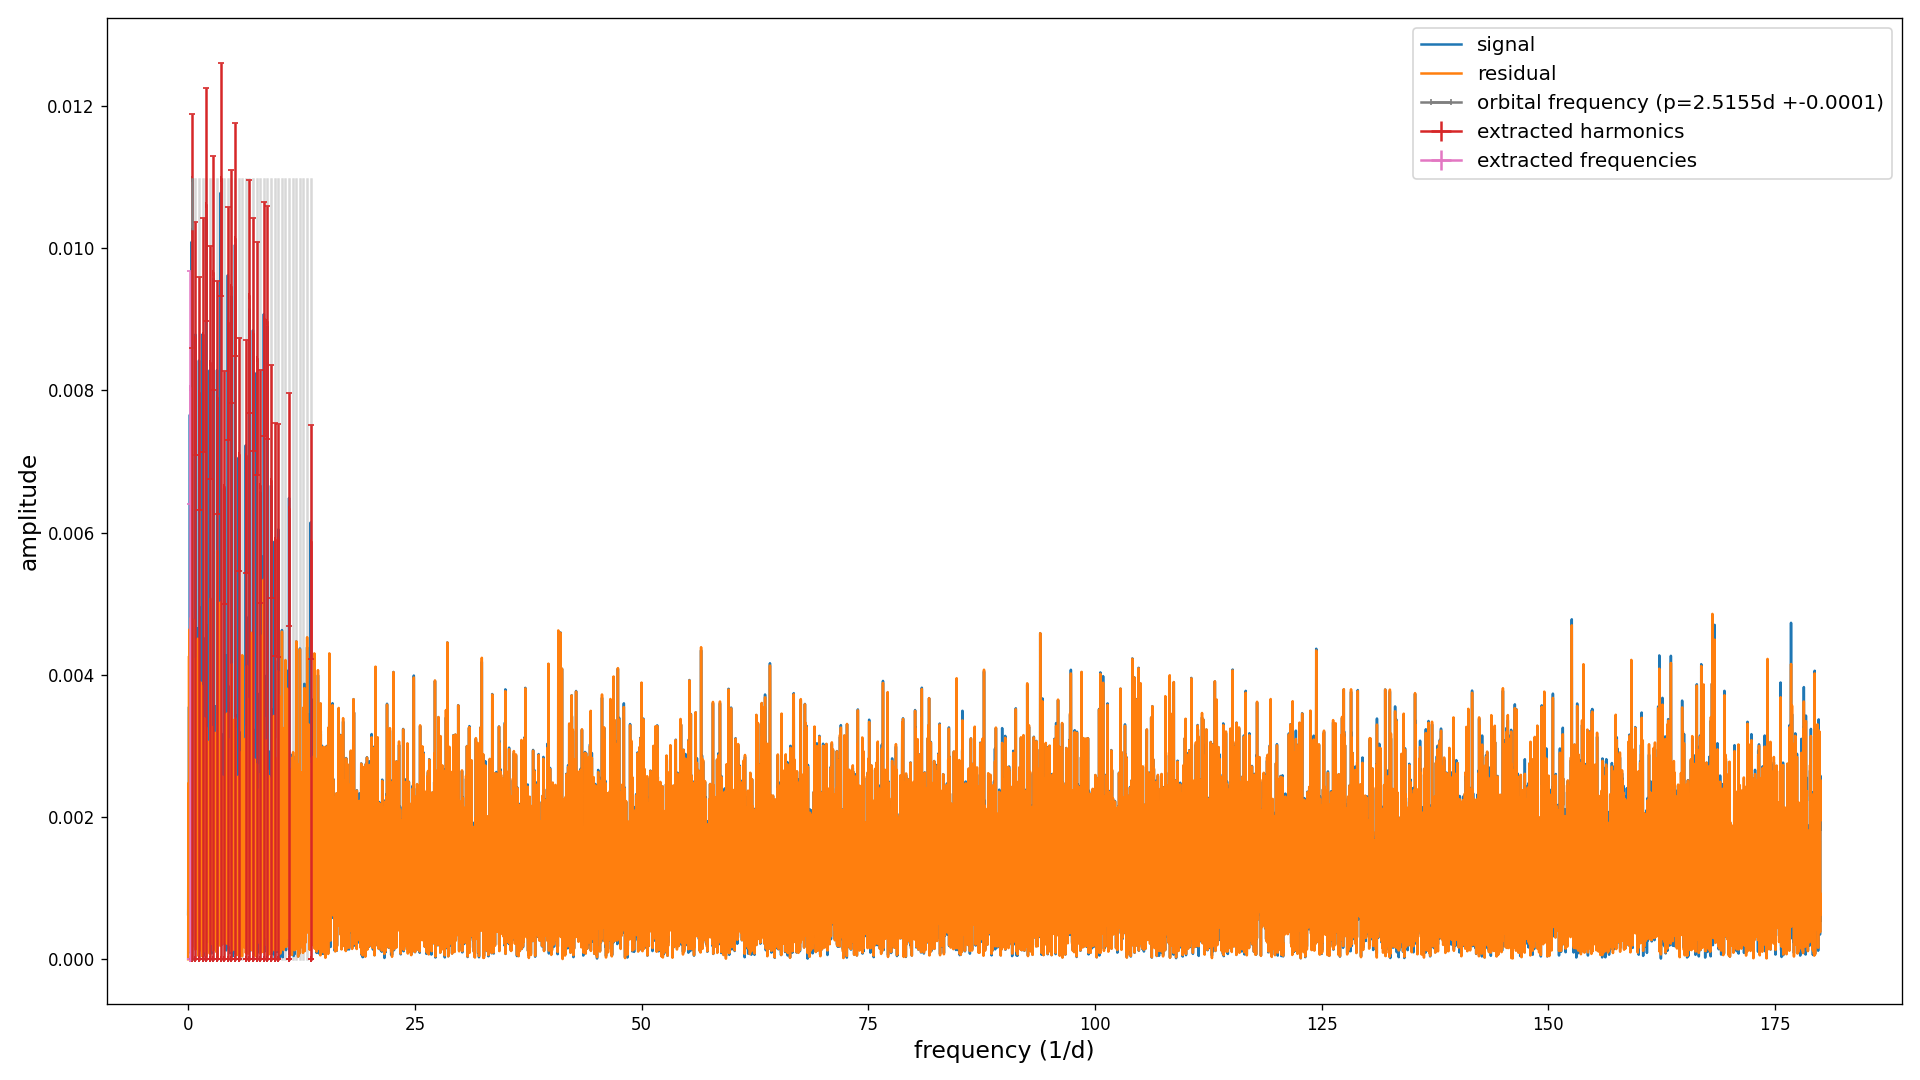 signal
residual
orbital frequency (p=2.5155d +-0.0001)
extracted harmonics
extracted frequencies
amplitude
0.012
0.010
0.008
0.006
0.004
0.002
0.000
0 25 50 75 100 125 150 175
frequency (1/d)